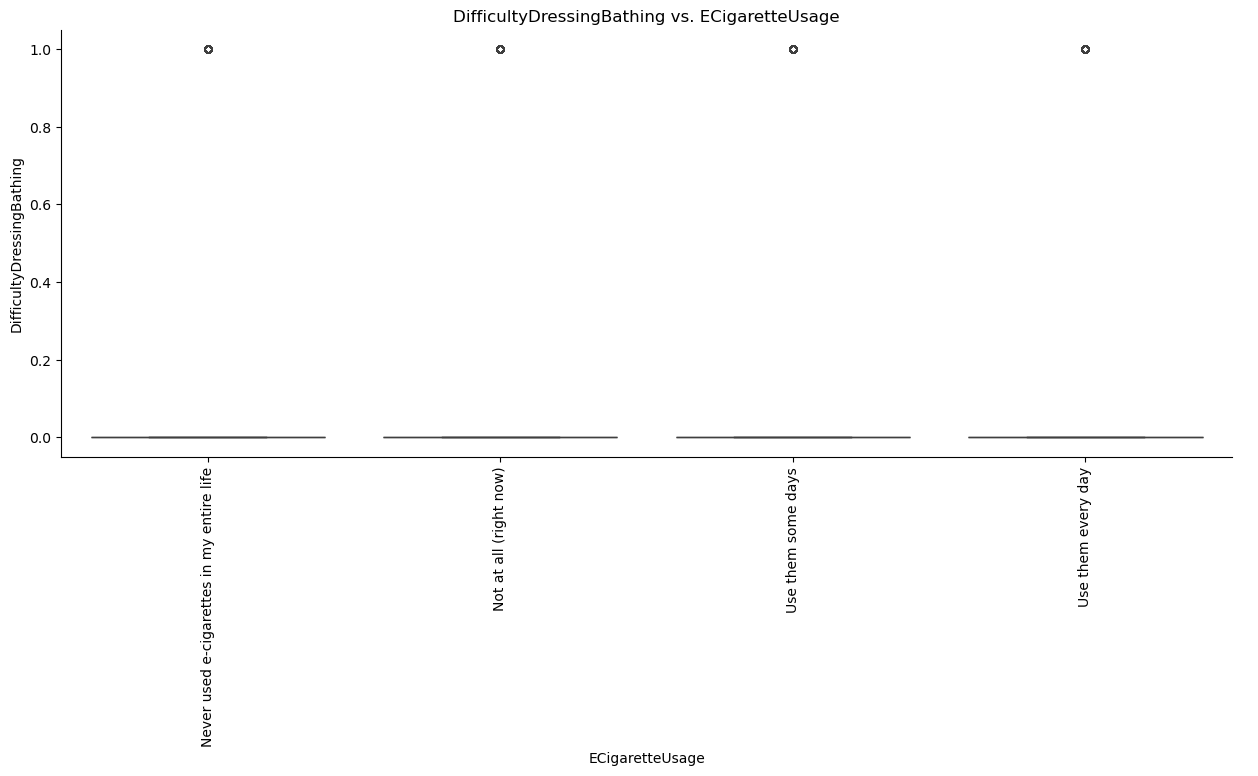 DifficultyDressingBathing vs. ECigaretteUsage
1.0
0.8
0.6
0.4
0.2
0.0
DifficultyDressingBathing
Never used e-cigarettes in my entire life
Not at all (right now)
Use them some days
Use them every day
ECigaretteUsage